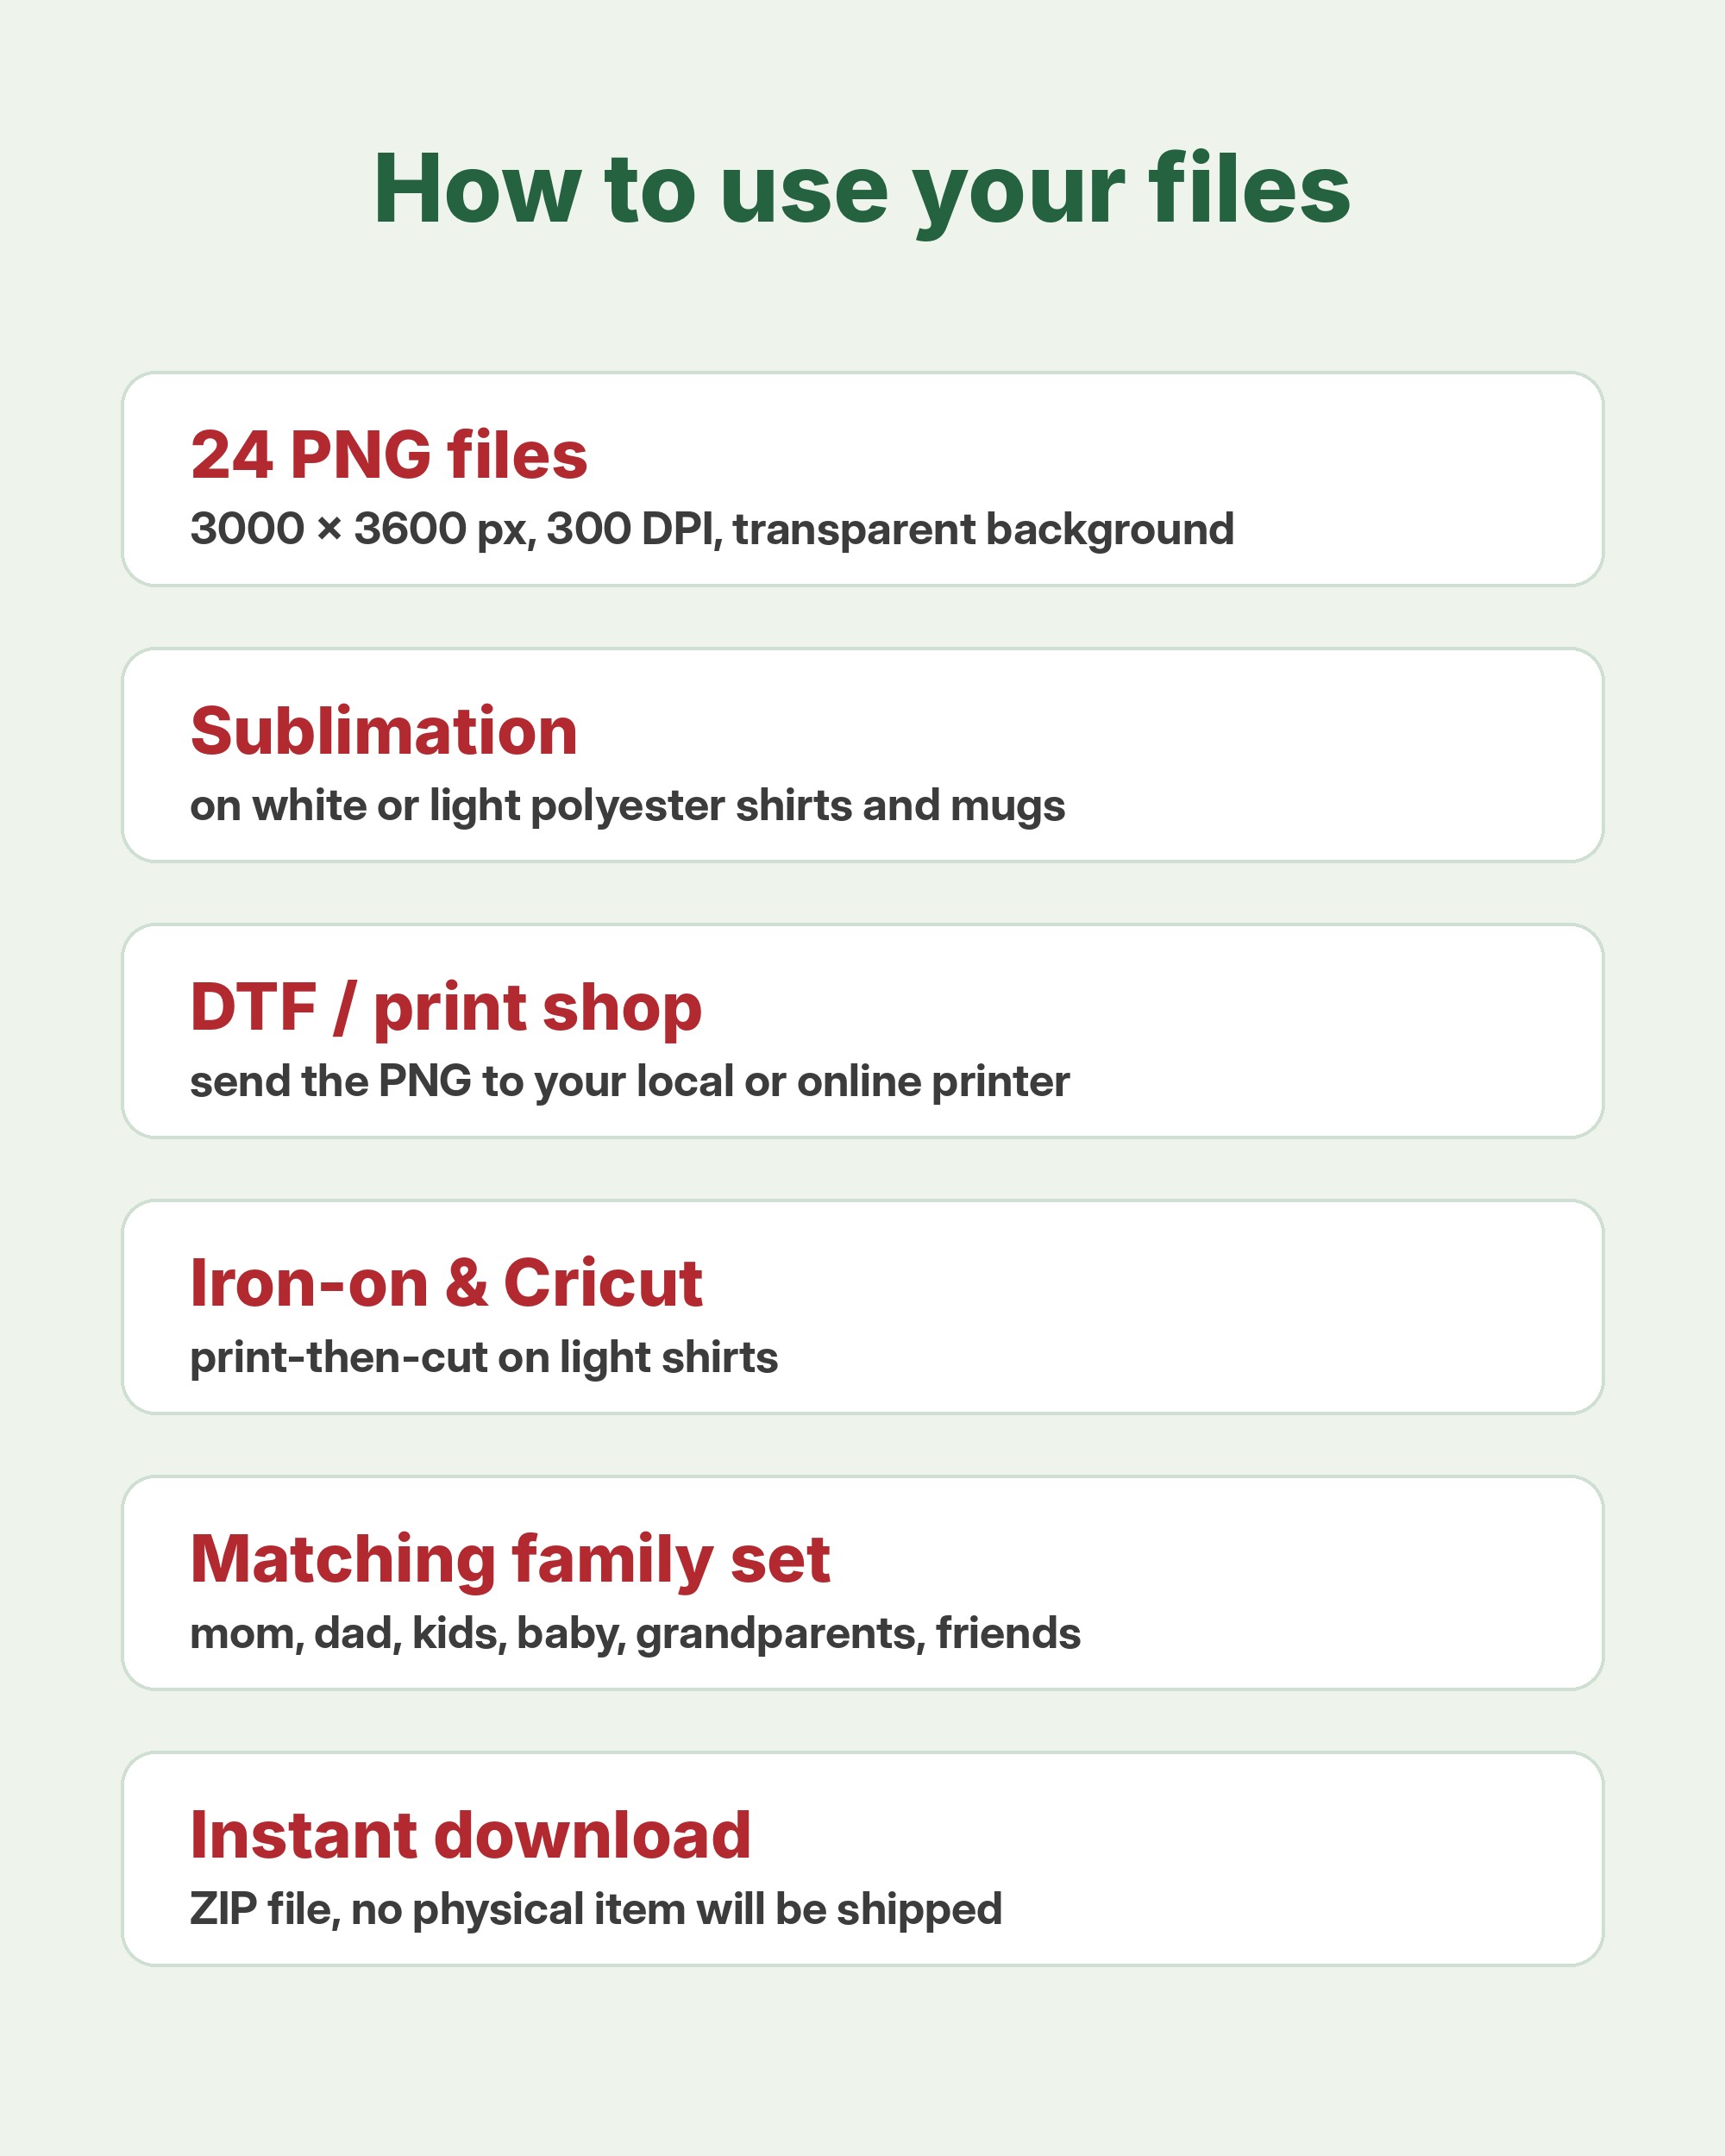 How to use your files
24 PNG files
3000 × 3600 px, 300 DPI, transparent background
Sublimation
on white or light polyester shirts and mugs
DTF / print shop
send the PNG to your local or online printer
Iron-on & Cricut
print-then-cut on light shirts
Matching family set
mom, dad, kids, baby, grandparents, friends
Instant download
ZIP file, no physical item will be shipped